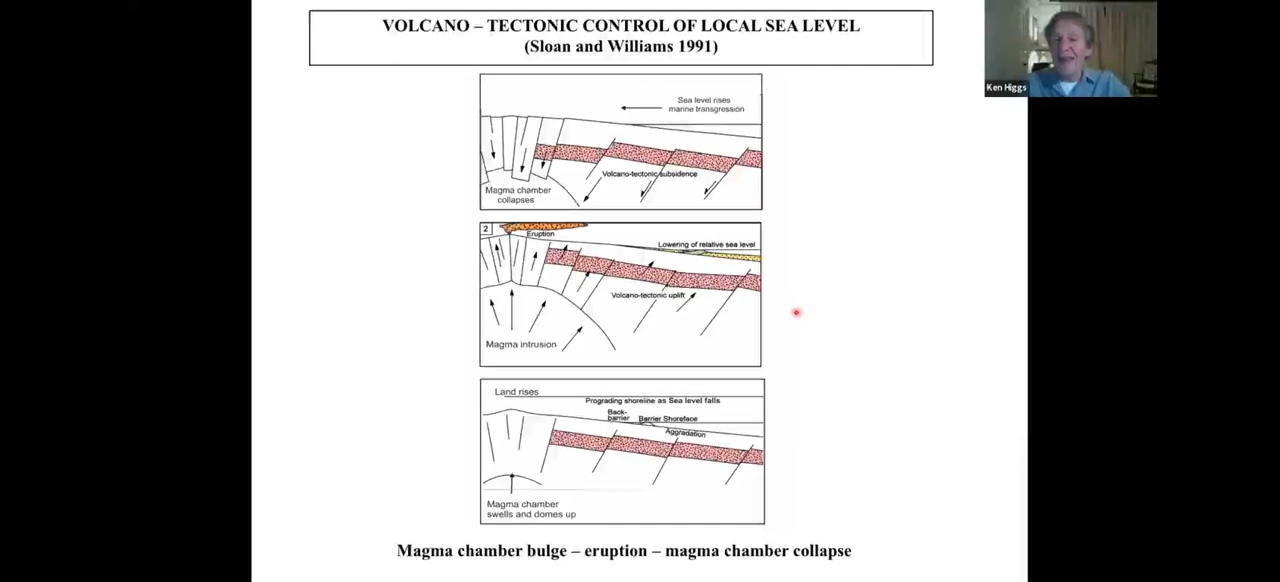 VOLCANO – TECTONIC CONTROL OF LOCAL SEA LEVEL
(Sloan and Williams 1991)
Ken Higgs
Sea level rises
marine transgression
Volcano-tectonic subsidence
Magma chamber
collapses
2
Eruption
Lowering of relative sea level
Volcano-tectonic uplift
Magma intrusion
Land rises
Prograding shoreline as Sea level falls
Back-
barrier
Barrier Shoreface
Aggradation
Magma chamber
swells and domes up
Magma chamber bulge – eruption – magma chamber collapse